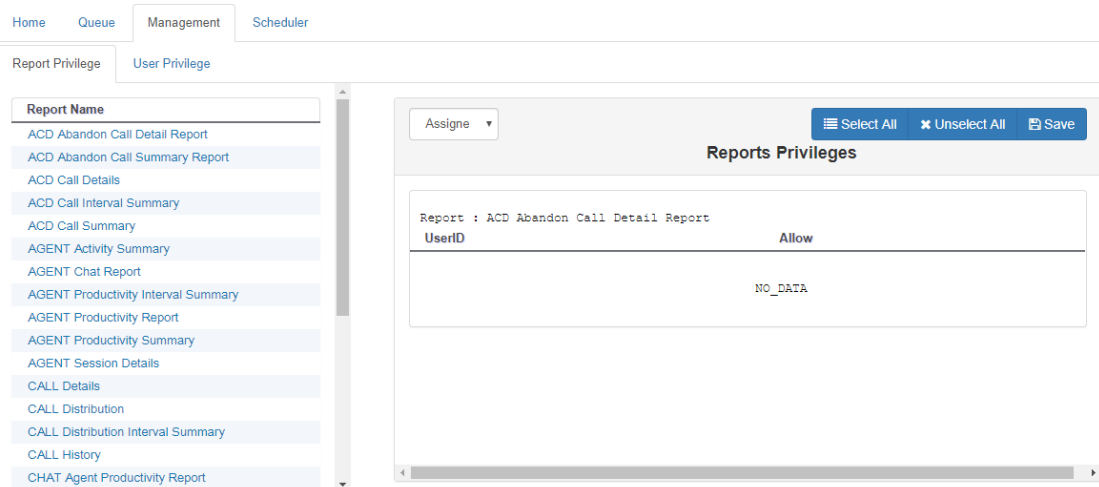 Home Queue Management Scheduler
Report Privilege User Privilege
Report Name
ACD Abandon Call Detail Report
ACD Abandon Call Summary Report
ACD Call Details
ACD Call Interval Summary
ACD Call Summary
AGENT Activity Summary
AGENT Chat Report
AGENT Productivity Interval Summary
AGENT Productivity Report
AGENT Productivity Summary
AGENT Session Details
CALL Details
CALL Distribution
CALL Distribution Interval Summary
CALL History
CHAT Agent Productivity Report
Assigne Select All Unselect All Save
Reports Privileges
Report : ACD Abandon Call Detail Report
UserID Allow
NO_DATA